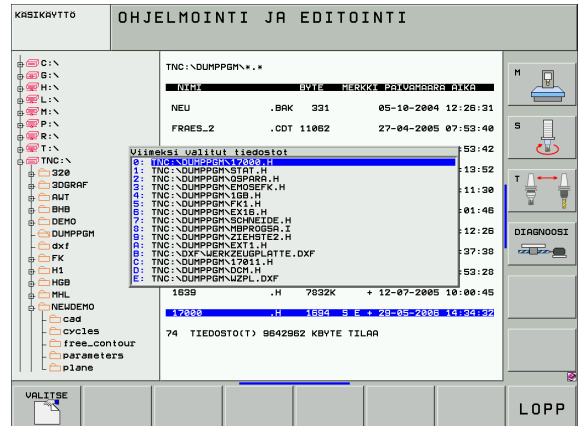 KÄSIKÄYTTÖ
OHJELMOINTI JA EDITOINTI
C:\
G:\
H:\
L:\
M:\
P:\
R:\
T:\
TNC:\
320
3DGRAF
AWT
BHB
DEMO
DUMPPGM
dxf
FK
H1
HGB
MHL
NEWDEMO
cad
cycles
free_contour
parameters
plane
TNC:\DUMPPGM\*.*
NIMI BYTE MERKKI PÄIVÄMÄÄRÄ AIKA
NEU .BAK 331 05-10-2004 12:26:31
FRAES_2 .CDT 11062 27-04-2005 07:53:40
:53:42
:13:52
:11:30
:01:46
:12:26
:37:38
:53:28
Viimeksi valitut tiedostot
0: TNC:\DUMPPGM\17000.H
1: TNC:\DUMPPGM\STAT.H
2: TNC:\DUMPPGM\QSPARA.H
3: TNC:\DUMPPGM\EMOSEFK.H
4: TNC:\DUMPPGM\1GB.H
5: TNC:\DUMPPGM\FK1.H
6: TNC:\DUMPPGM\EX16.H
7: TNC:\DUMPPGM\SCHNEIDE.H
8: TNC:\DUMPPGM\MBPROG5A.I
9: TNC:\DUMPPGM\ZIEHSTE2.H
A: TNC:\DUMPPGM\EXT1.H
B: TNC:\DXF\WERKZEUGPLATTE.DXF
C: TNC:\DUMPPGM\17011.H
D: TNC:\DUMPPGM\DCM.H
E: TNC:\DUMPPGM\WZPL.DXF
1639 .H 7832K + 12-07-2005 10:00:45
17000 .H 1694 S E + 29-05-2006 14:34:32
74 TIEDOSTO(T) 9642962 KBYTE TILAA
M
S
T
DIAGNOOSI
VALITSE
LOPP